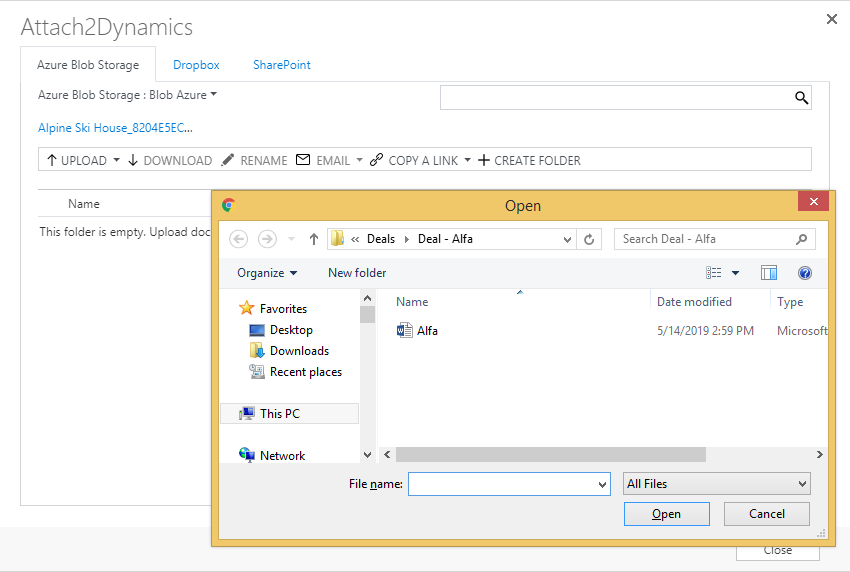 Attach2Dynamics
Azure Blob Storage Dropbox SharePoint
Azure Blob Storage : Blob Azure
Alpine Ski House_8204E5EC...
UPLOAD DOWNLOAD RENAME EMAIL COPY A LINK CREATE FOLDER
Name
This folder is empty. Upload doc
Open
« Deals Deal - Alfa Search Deal - Alfa
Organize New folder
Name Date modified Type
Alfa 5/14/2019 2:59 PM Microsoft
Favorites
Desktop
Downloads
Recent places
This PC
Network
File name: All Files
Open Cancel
Close